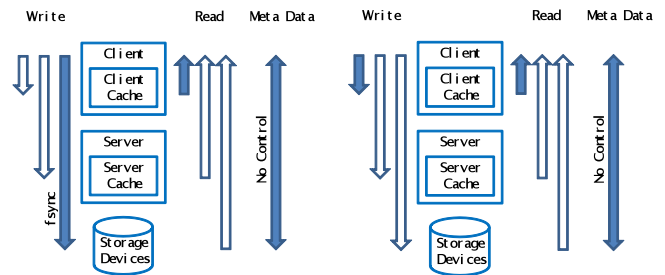 Write Read Meta Data
Client
Client
Cache
Server
Server
Cache
Storage
Devices
fsync
No Control
Write Read Meta Data
Client
Client
Cache
Server
Server
Cache
Storage
Devices
No Control